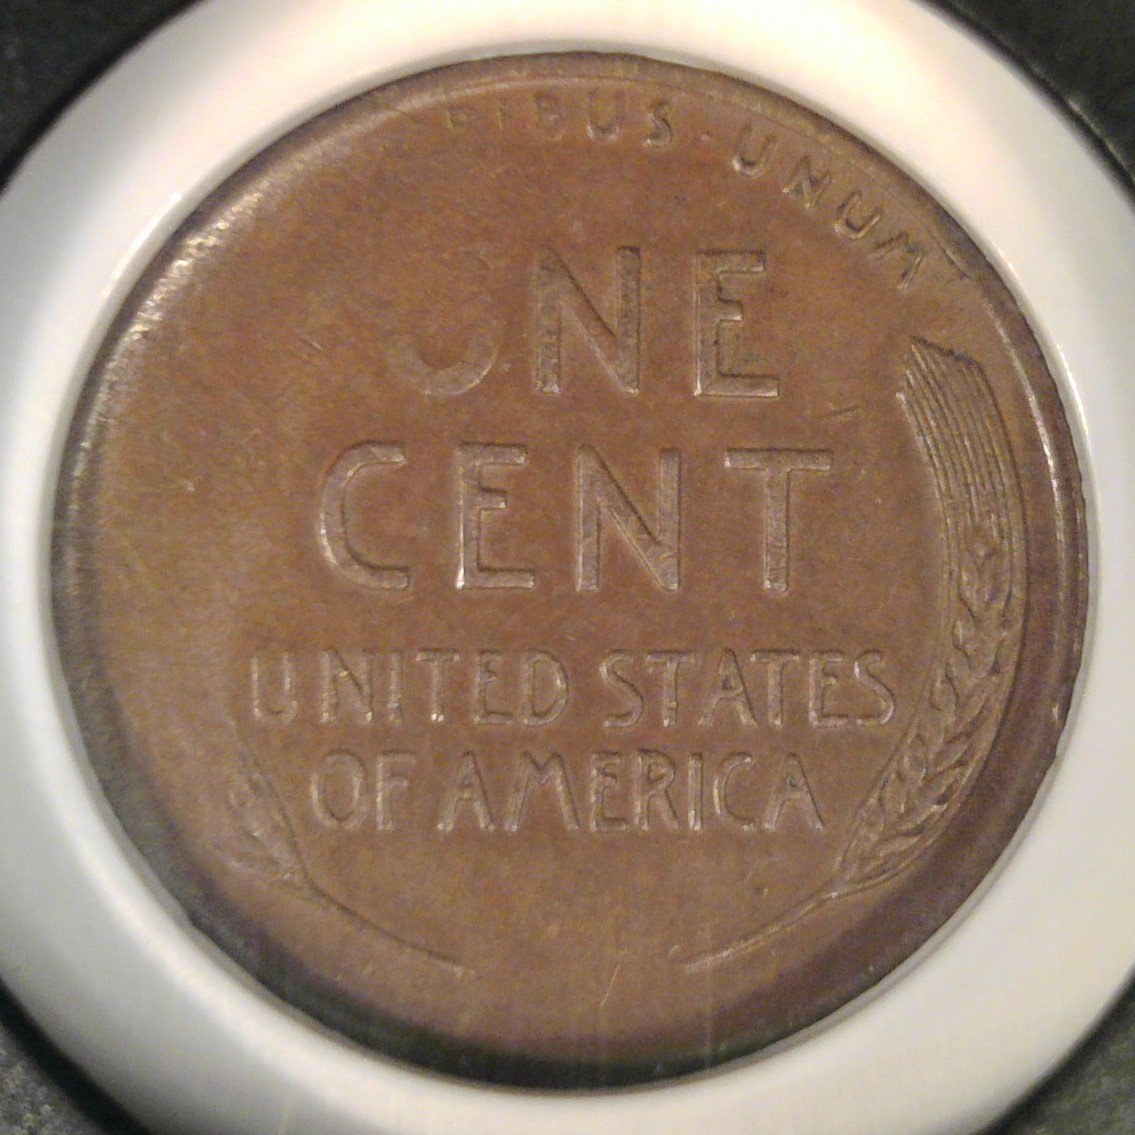 BUS · UNUM
ONE
CENT
UNITED STATES
OF AMERICA